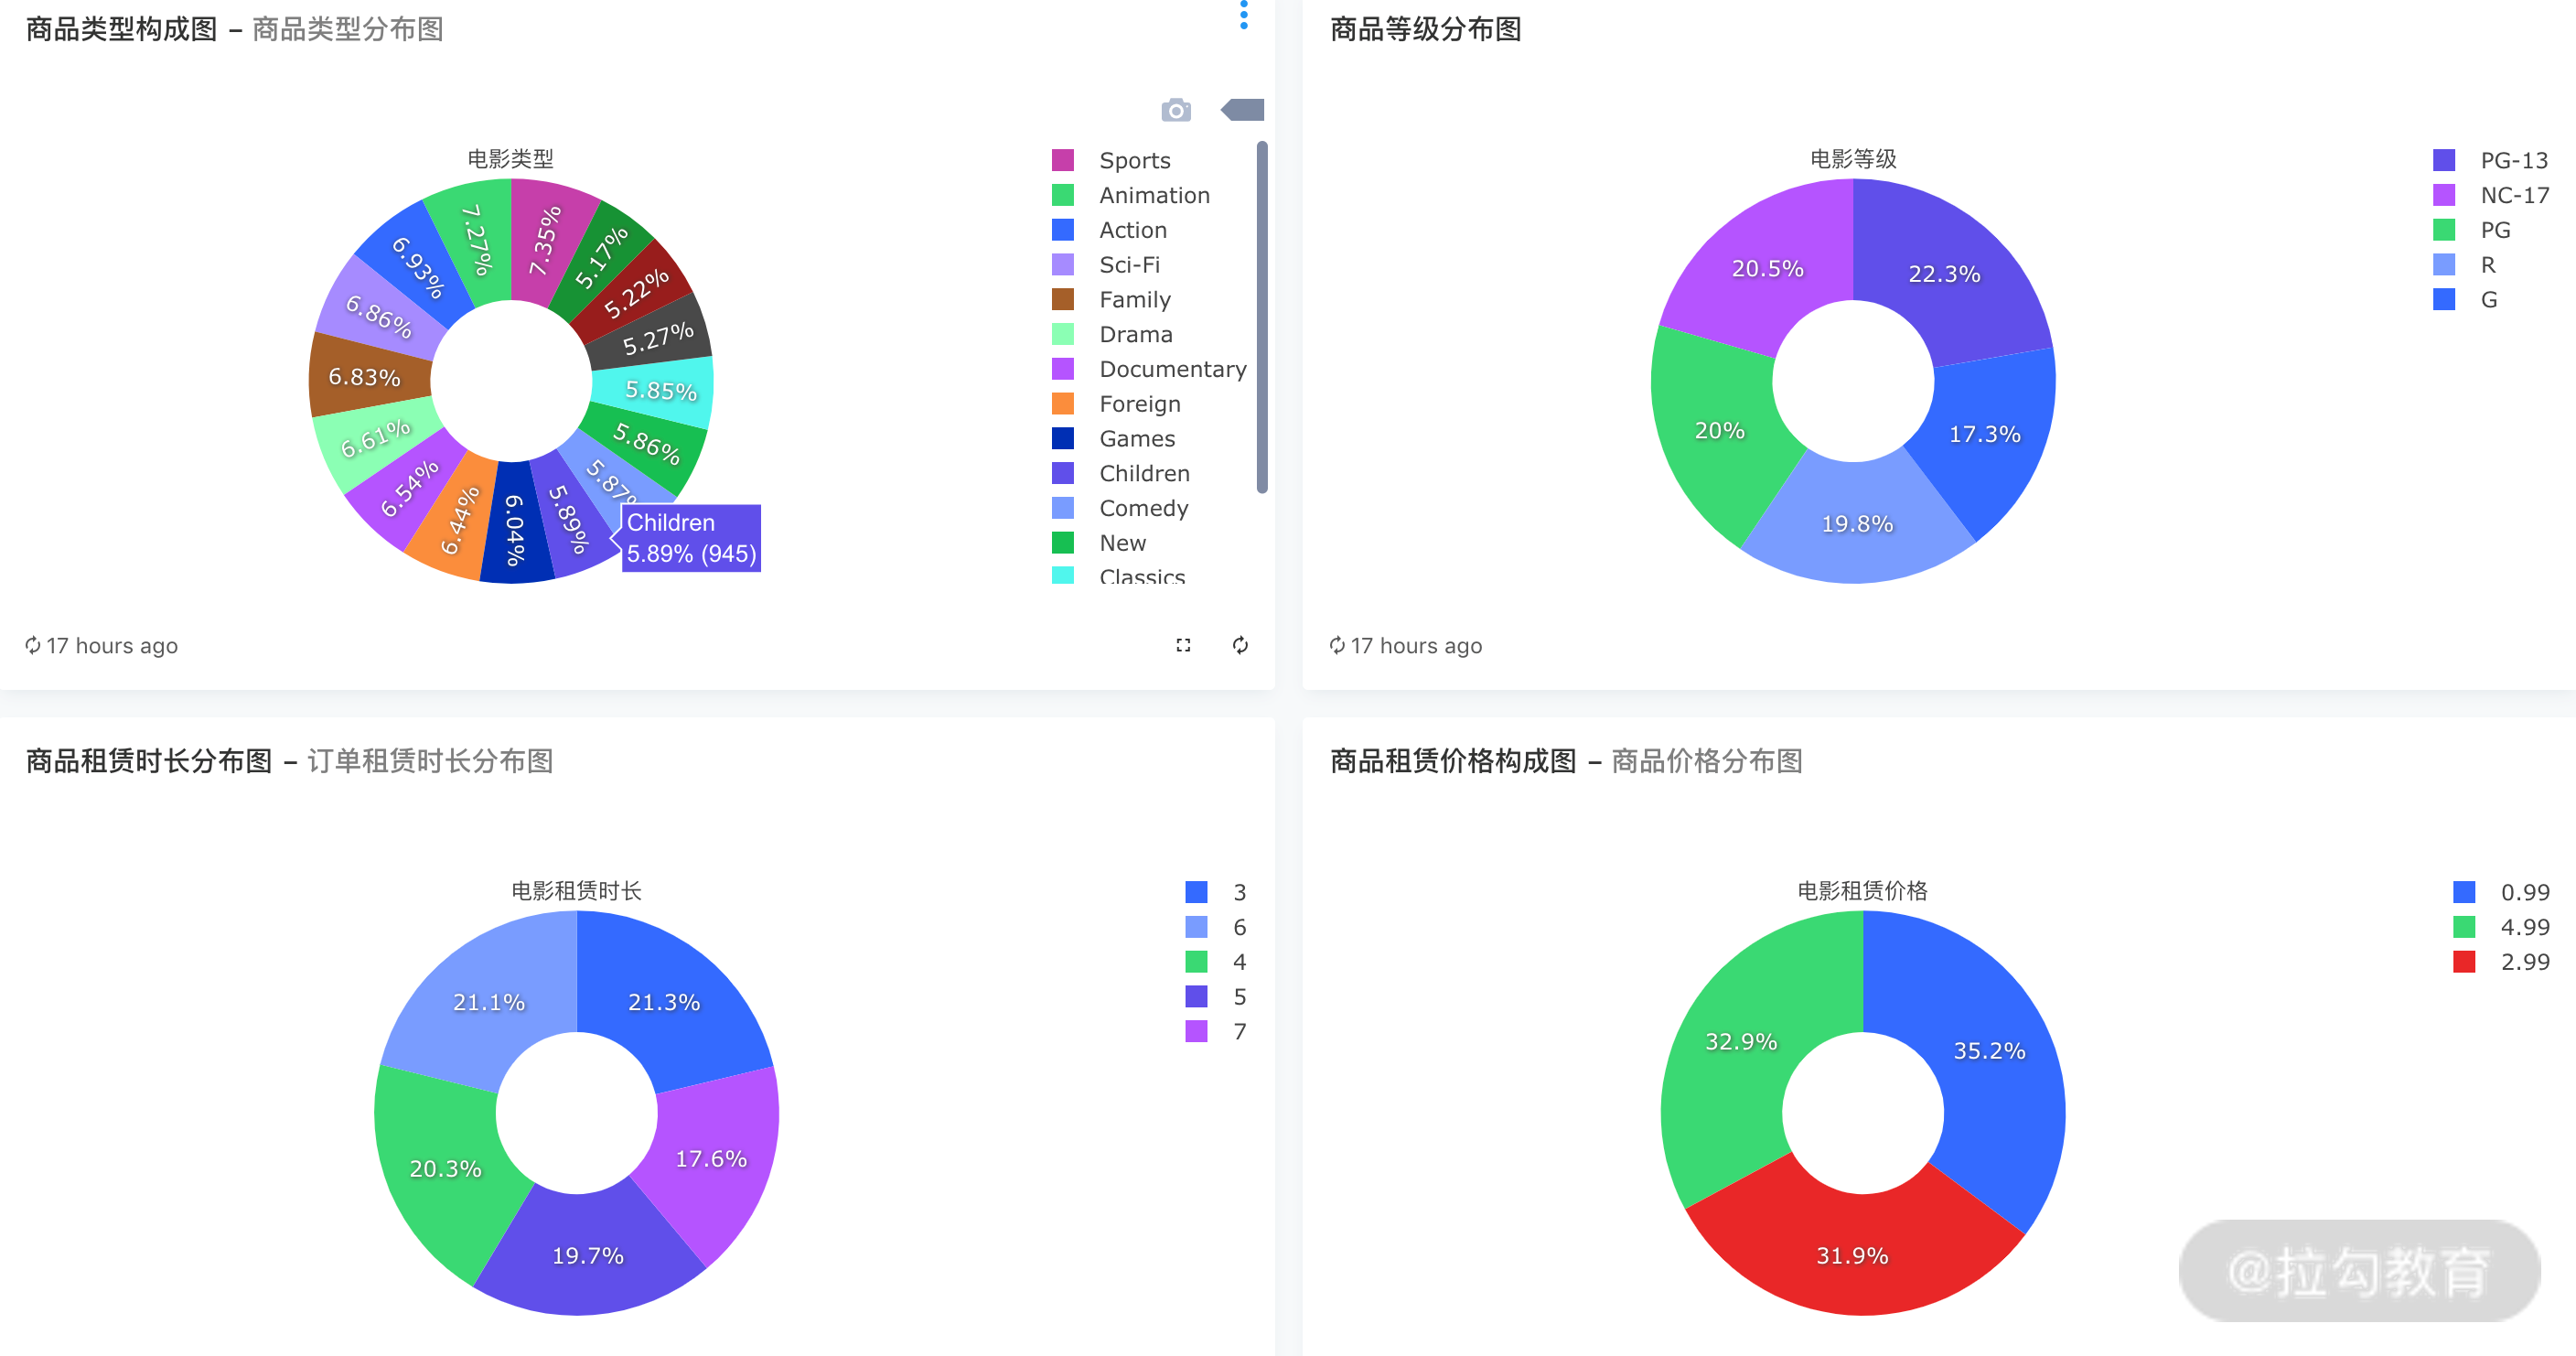 商品类型构成图 – 商品类型分布图
电影类型
7.35%
5.17%
5.22%
5.27%
5.85%
5.86%
5.89%
6.04%
6.44%
6.54%
6.61%
6.83%
6.86%
6.93%
7.27%
Children
5.89% (945)
Sports
Animation
Action
Sci-Fi
Family
Drama
Documentary
Foreign
Games
Children
Comedy
New
Classics
17 hours ago
商品等级分布图
电影等级
22.3%
17.3%
19.8%
20%
20.5%
PG-13
NC-17
PG
R
G
17 hours ago
商品租赁时长分布图 – 订单租赁时长分布图
电影租赁时长
21.3%
17.6%
19.7%
20.3%
21.1%
3
6
4
5
7
商品租赁价格构成图 – 商品价格分布图
电影租赁价格
35.2%
31.9%
32.9%
0.99
4.99
2.99
@拉勾教育